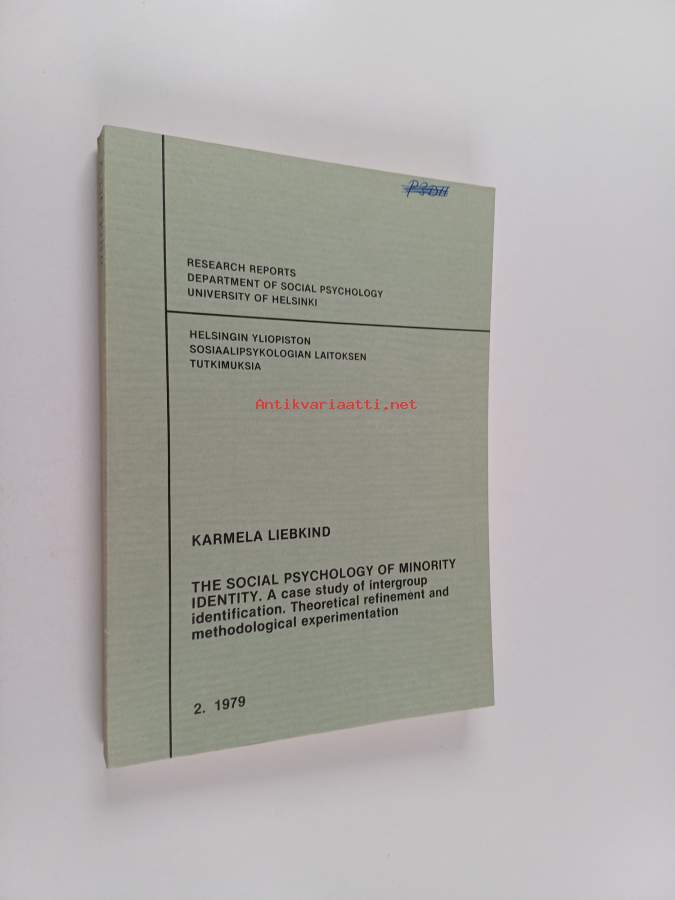 RESEARCH REPORTS
DEPARTMENT OF SOCIAL PSYCHOLOGY
UNIVERSITY OF HELSINKI
HELSINGIN YLIOPISTON
SOSIAALIPSYKOLOGIAN LAITOKSEN
TUTKIMUKSIA
Antikvariaatti.net
KARMELA LIEBKIND
THE SOCIAL PSYCHOLOGY OF MINORITY
IDENTITY. A case study of intergroup
identification. Theoretical refinement and
methodological experimentation
2. 1979